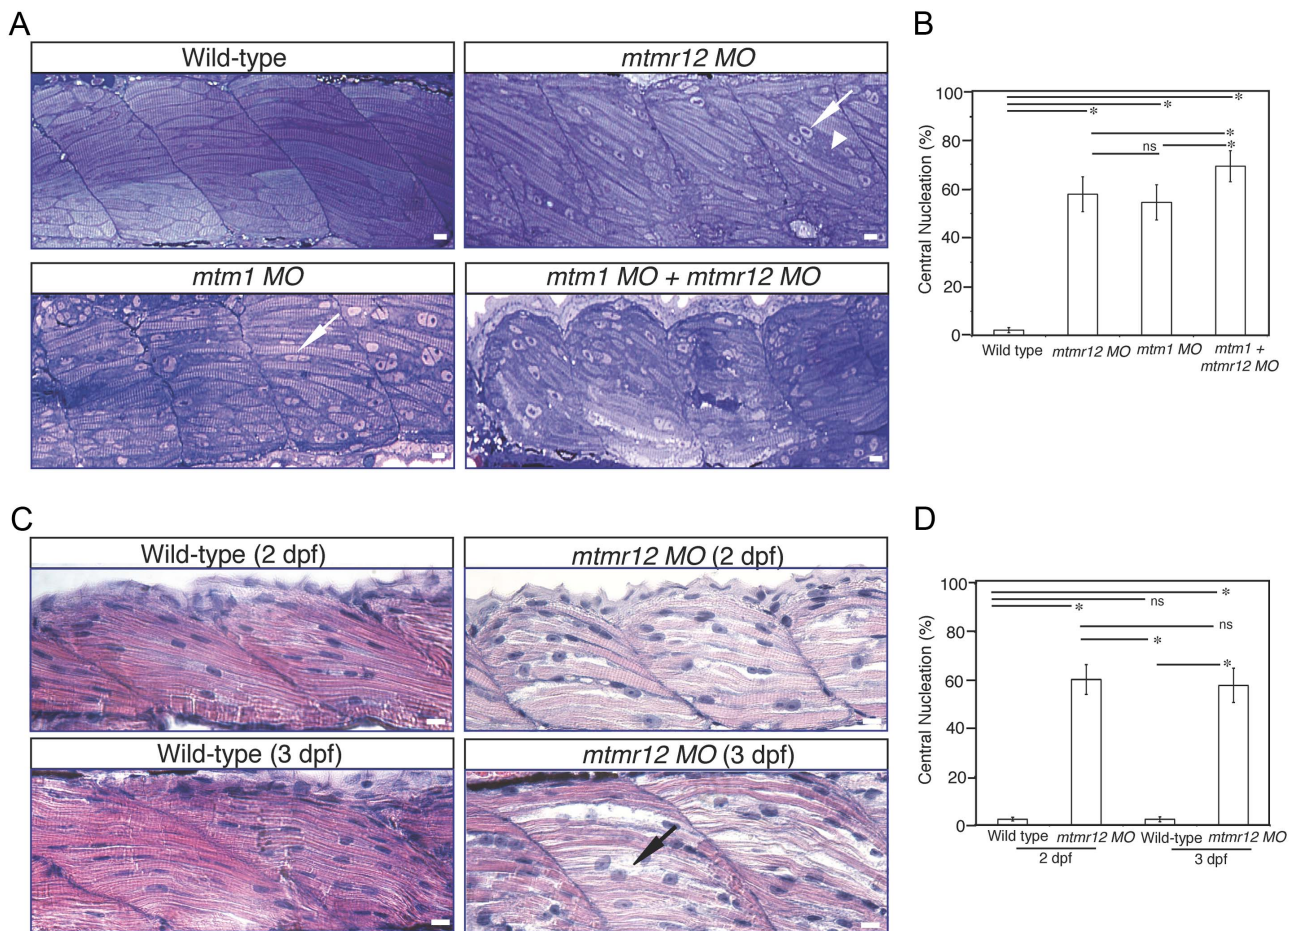 A
Wild-type
mtmr12 MO
mtm1 MO
mtm1 MO + mtmr12 MO
B
100
80
60
40
20
0
Central Nucleation (%)
*
*
*
*
ns
*
Wild type
mtmr12 MO
mtm1 MO
mtm1 +
mtmr12 MO
C
Wild-type (2 dpf)
mtmr12 MO (2 dpf)
Wild-type (3 dpf)
mtmr12 MO (3 dpf)
D
100
80
60
40
20
0
Central Nucleation (%)
*
ns
*
ns
*
*
Wild type
mtmr12 MO
Wild-type
mtmr12 MO
2 dpf
3 dpf